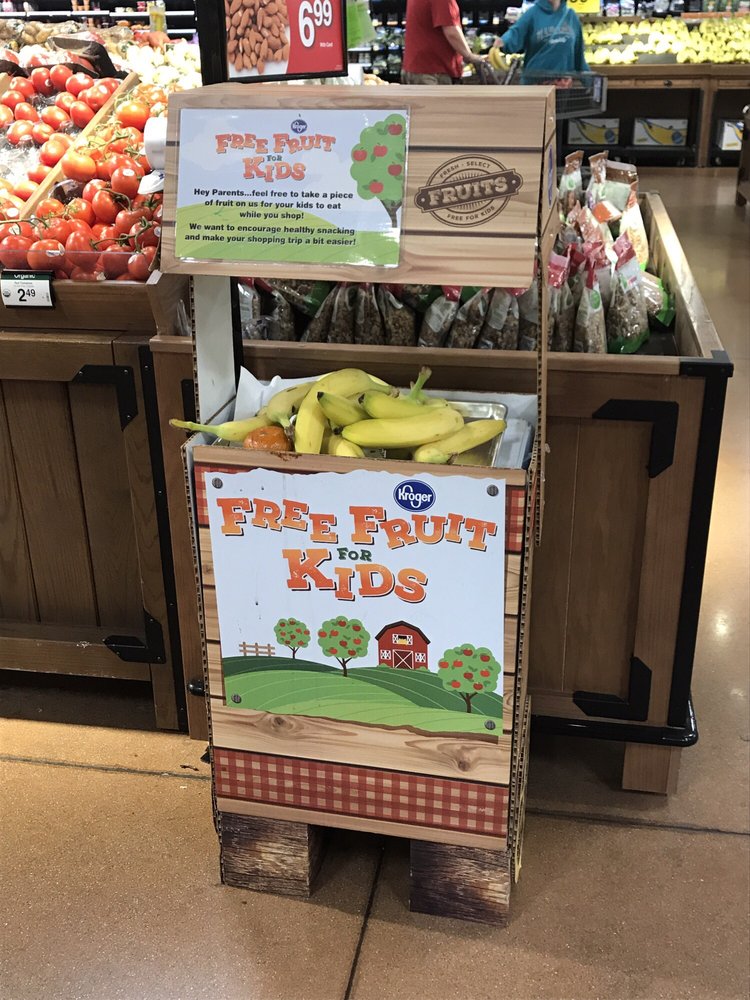 6.99
With Card
Kroger
FREE FRUIT
FOR
KIDS
Hey Parents...feel free to take a piece
of fruit on us for your kids to eat
while you shop!
We want to encourage healthy snacking
and make your shopping trip a bit easier!
FRESH · SELECT
FRUITS
FREE FOR KIDS
organic
2.49
Kroger
FREE FRUIT
FOR
KIDS